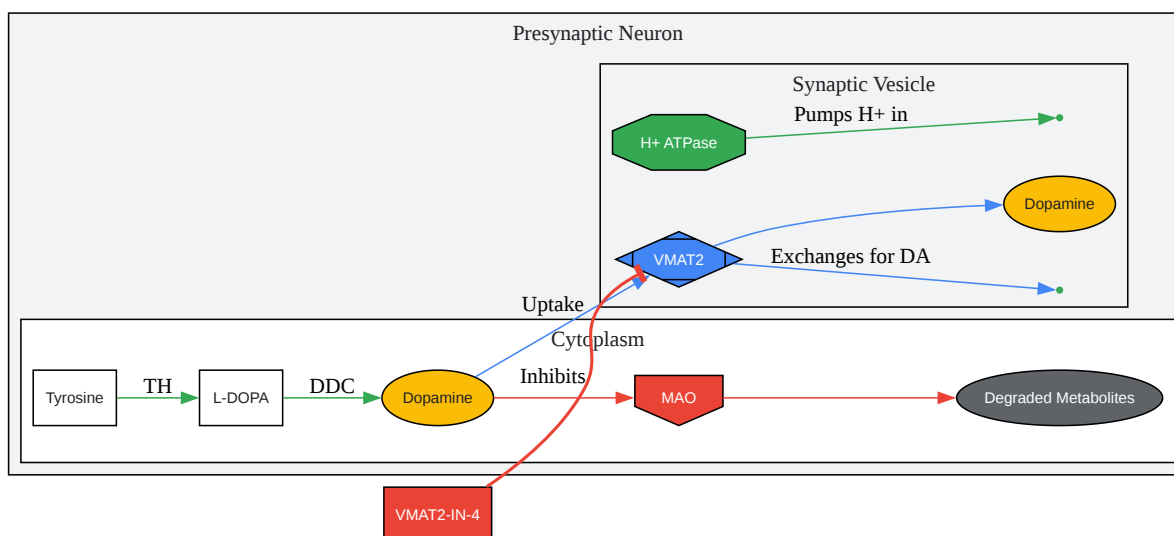 Presynaptic Neuron
Synaptic Vesicle
Pumps H+ in
H+ ATPase
Dopamine
VMAT2
Exchanges for DA
Uptake
Cytoplasm
Tyrosine
TH
L-DOPA
DDC
Dopamine
Inhibits
MAO
Degraded Metabolites
VMAT2-IN-4